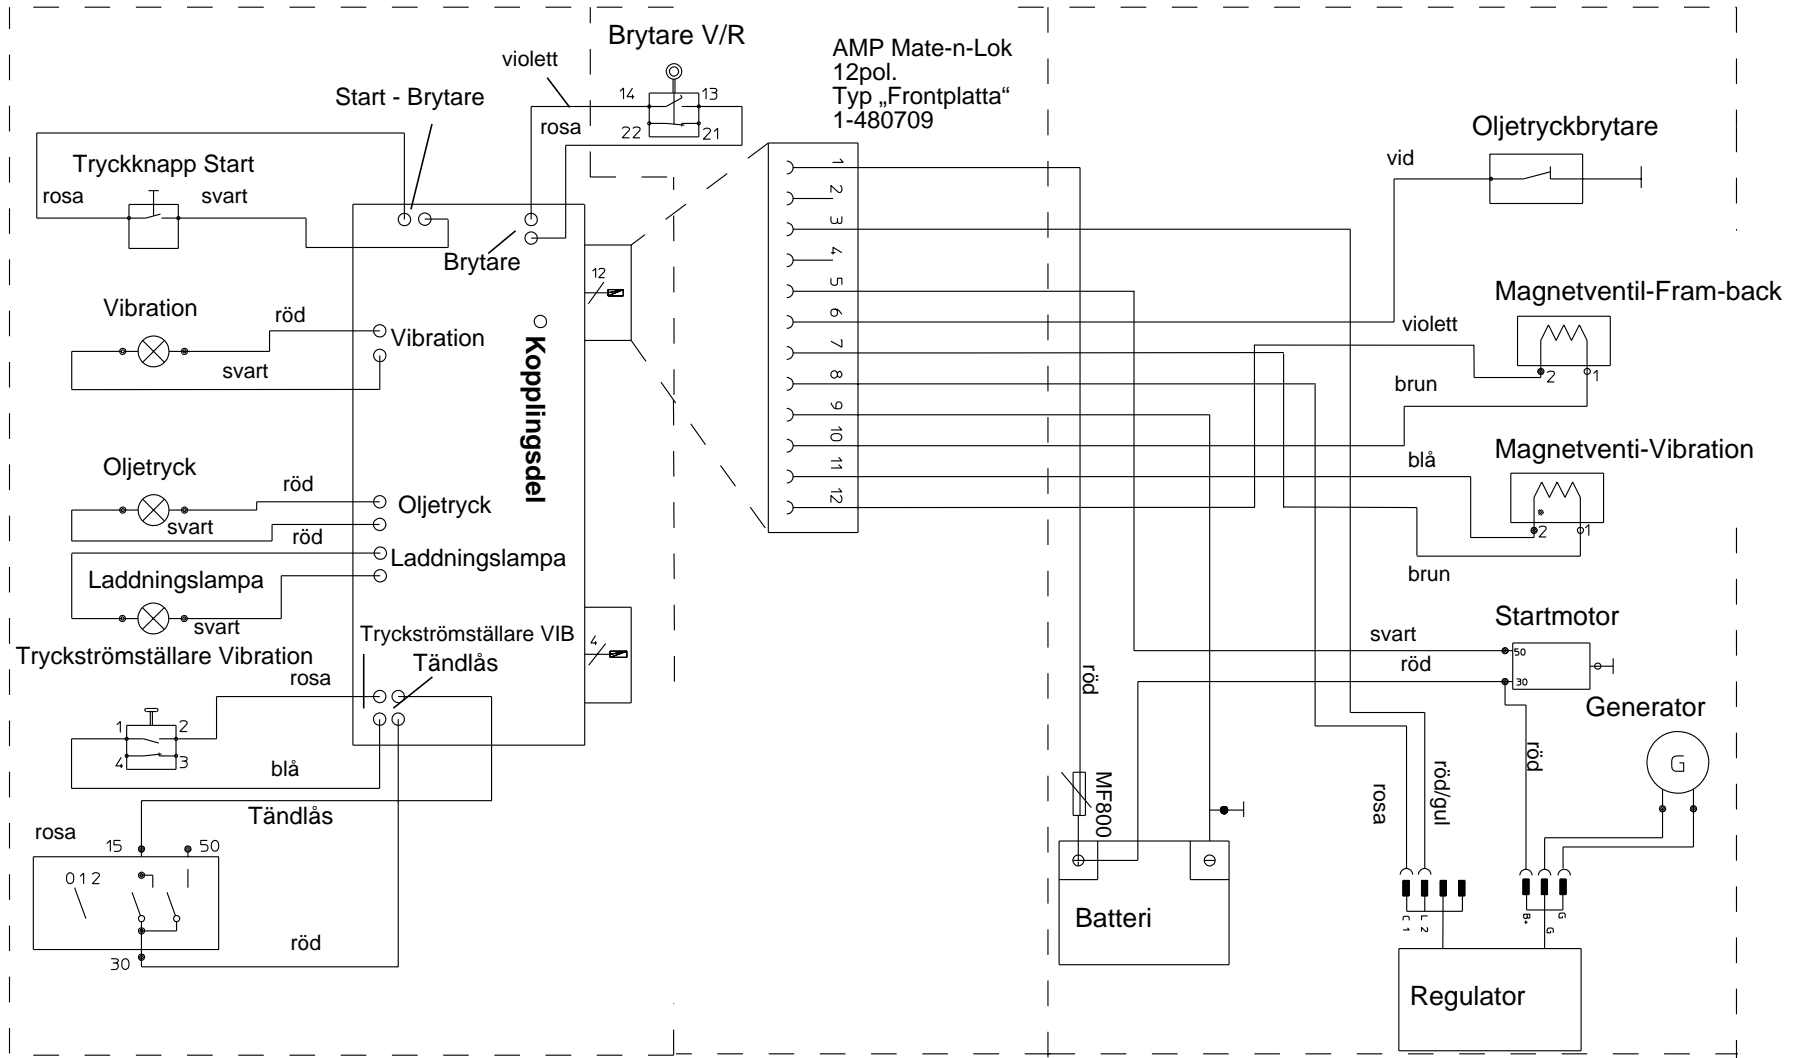 Brytare V/R
violett
14
13
rosa
22
21
Start - Brytare
AMP Mate-n-Lok
12pol.
Typ „Frontplatta“
1-480709
Tryckknapp Start
rosa
svart
Brytare
12
Vibration
röd
svart
Vibration
Kopplingsdel
Oljetryck
röd
svart
röd
Oljetryck
Laddningslampa
Laddningslampa
svart
Tryckströmställare VIB
Tändlås
4
Tryckströmställare Vibration
rosa
1
2
4
3
blå
Tändlås
rosa
15
50
0 1 2
30
röd
1
2
3
4
5
6
7
8
9
10
11
12
Oljetryckbrytare
vid
Magnetventil-Fram-back
violett
2
1
brun
Magnetventi-Vibration
blå
2
1
brun
Startmotor
svart
50
röd
30
röd
Generator
G
röd
MF800
rosa
röd/gul
Batteri
C 1
L 2
B+
G
G
Regulator